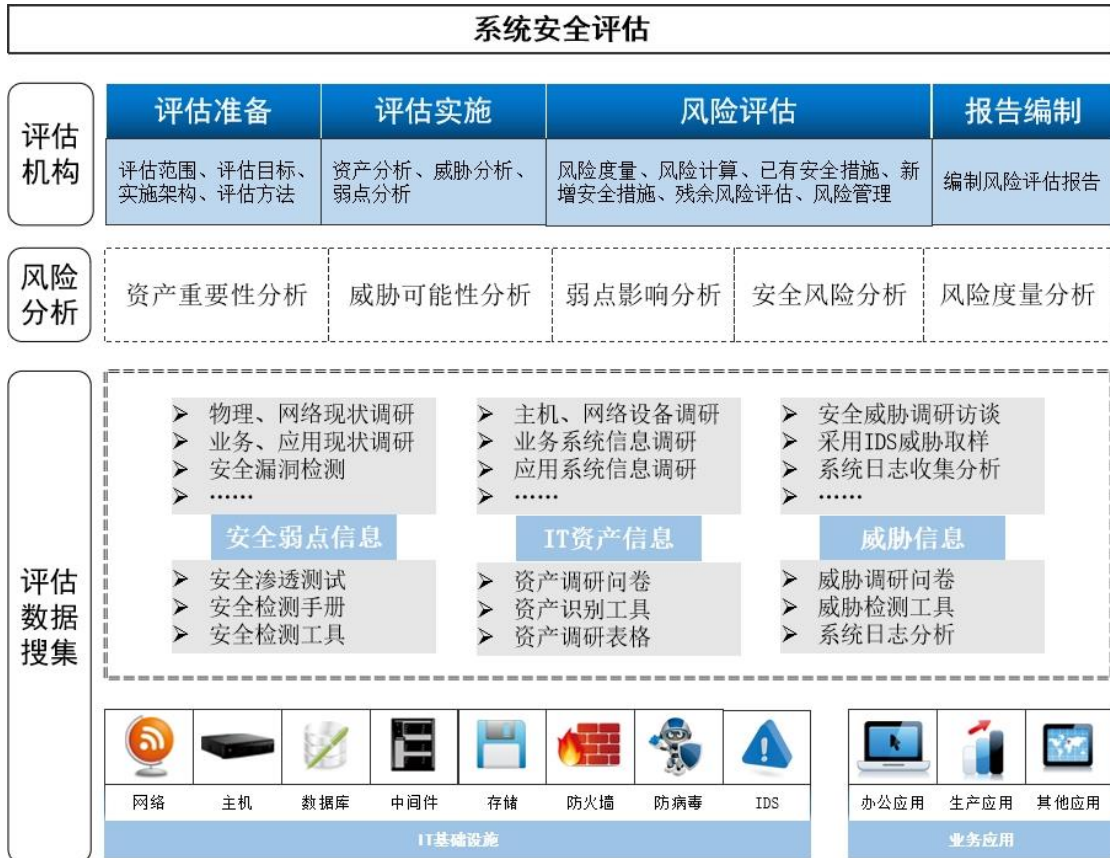 系统安全评估
评估
机构
评估准备
评估实施
风险评估
报告编制
评估范围、评估目标、
实施架构、评估方法
资产分析、威胁分析、
弱点分析
风险度量、风险计算、已有安全措施、新
增安全措施、残余风险评估、风险管理
编制风险评估报告
风险
分析
资产重要性分析
威胁可能性分析
弱点影响分析
安全风险分析
风险度量分析
评估
数据
搜集
➢ 物理、网络现状调研
➢ 业务、应用现状调研
➢ 安全漏洞检测
➢ ……
安全弱点信息
➢ 安全渗透测试
➢ 安全检测手册
➢ 安全检测工具
➢ 主机、网络设备调研
➢ 业务系统信息调研
➢ 应用系统信息调研
➢ ……
IT资产信息
➢ 资产调研问卷
➢ 资产识别工具
➢ 资产调研表格
➢ 安全威胁调研访谈
➢ 采用IDS威胁取样
➢ 系统日志收集分析
➢ ……
威胁信息
➢ 威胁调研问卷
➢ 威胁检测工具
➢ 系统日志分析
网络
主机
数据库
中间件
存储
防火墙
防病毒
IDS
IT基础设施
办公应用
生产应用
其他应用
业务应用